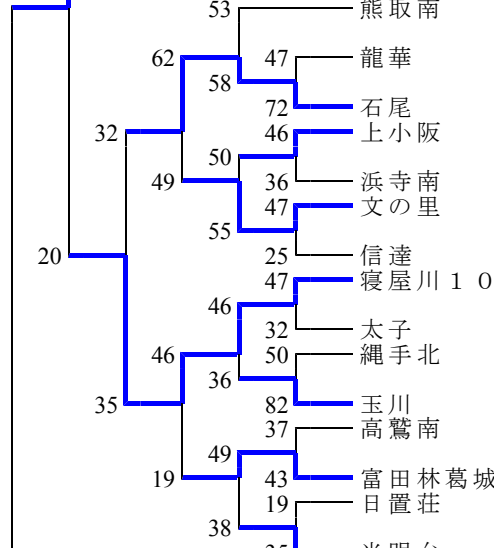 53 熊取南
62 47 龍華
58
72 石尾
32 46 上小阪
50
49 36 浜寺南
47 文の里
55
20 25 信達
47 寝屋川１０
46
32 太子
46 50 縄手北
36
35 82 玉川
37 高鷲南
49
19 43 富田林葛城
19 日置荘
38